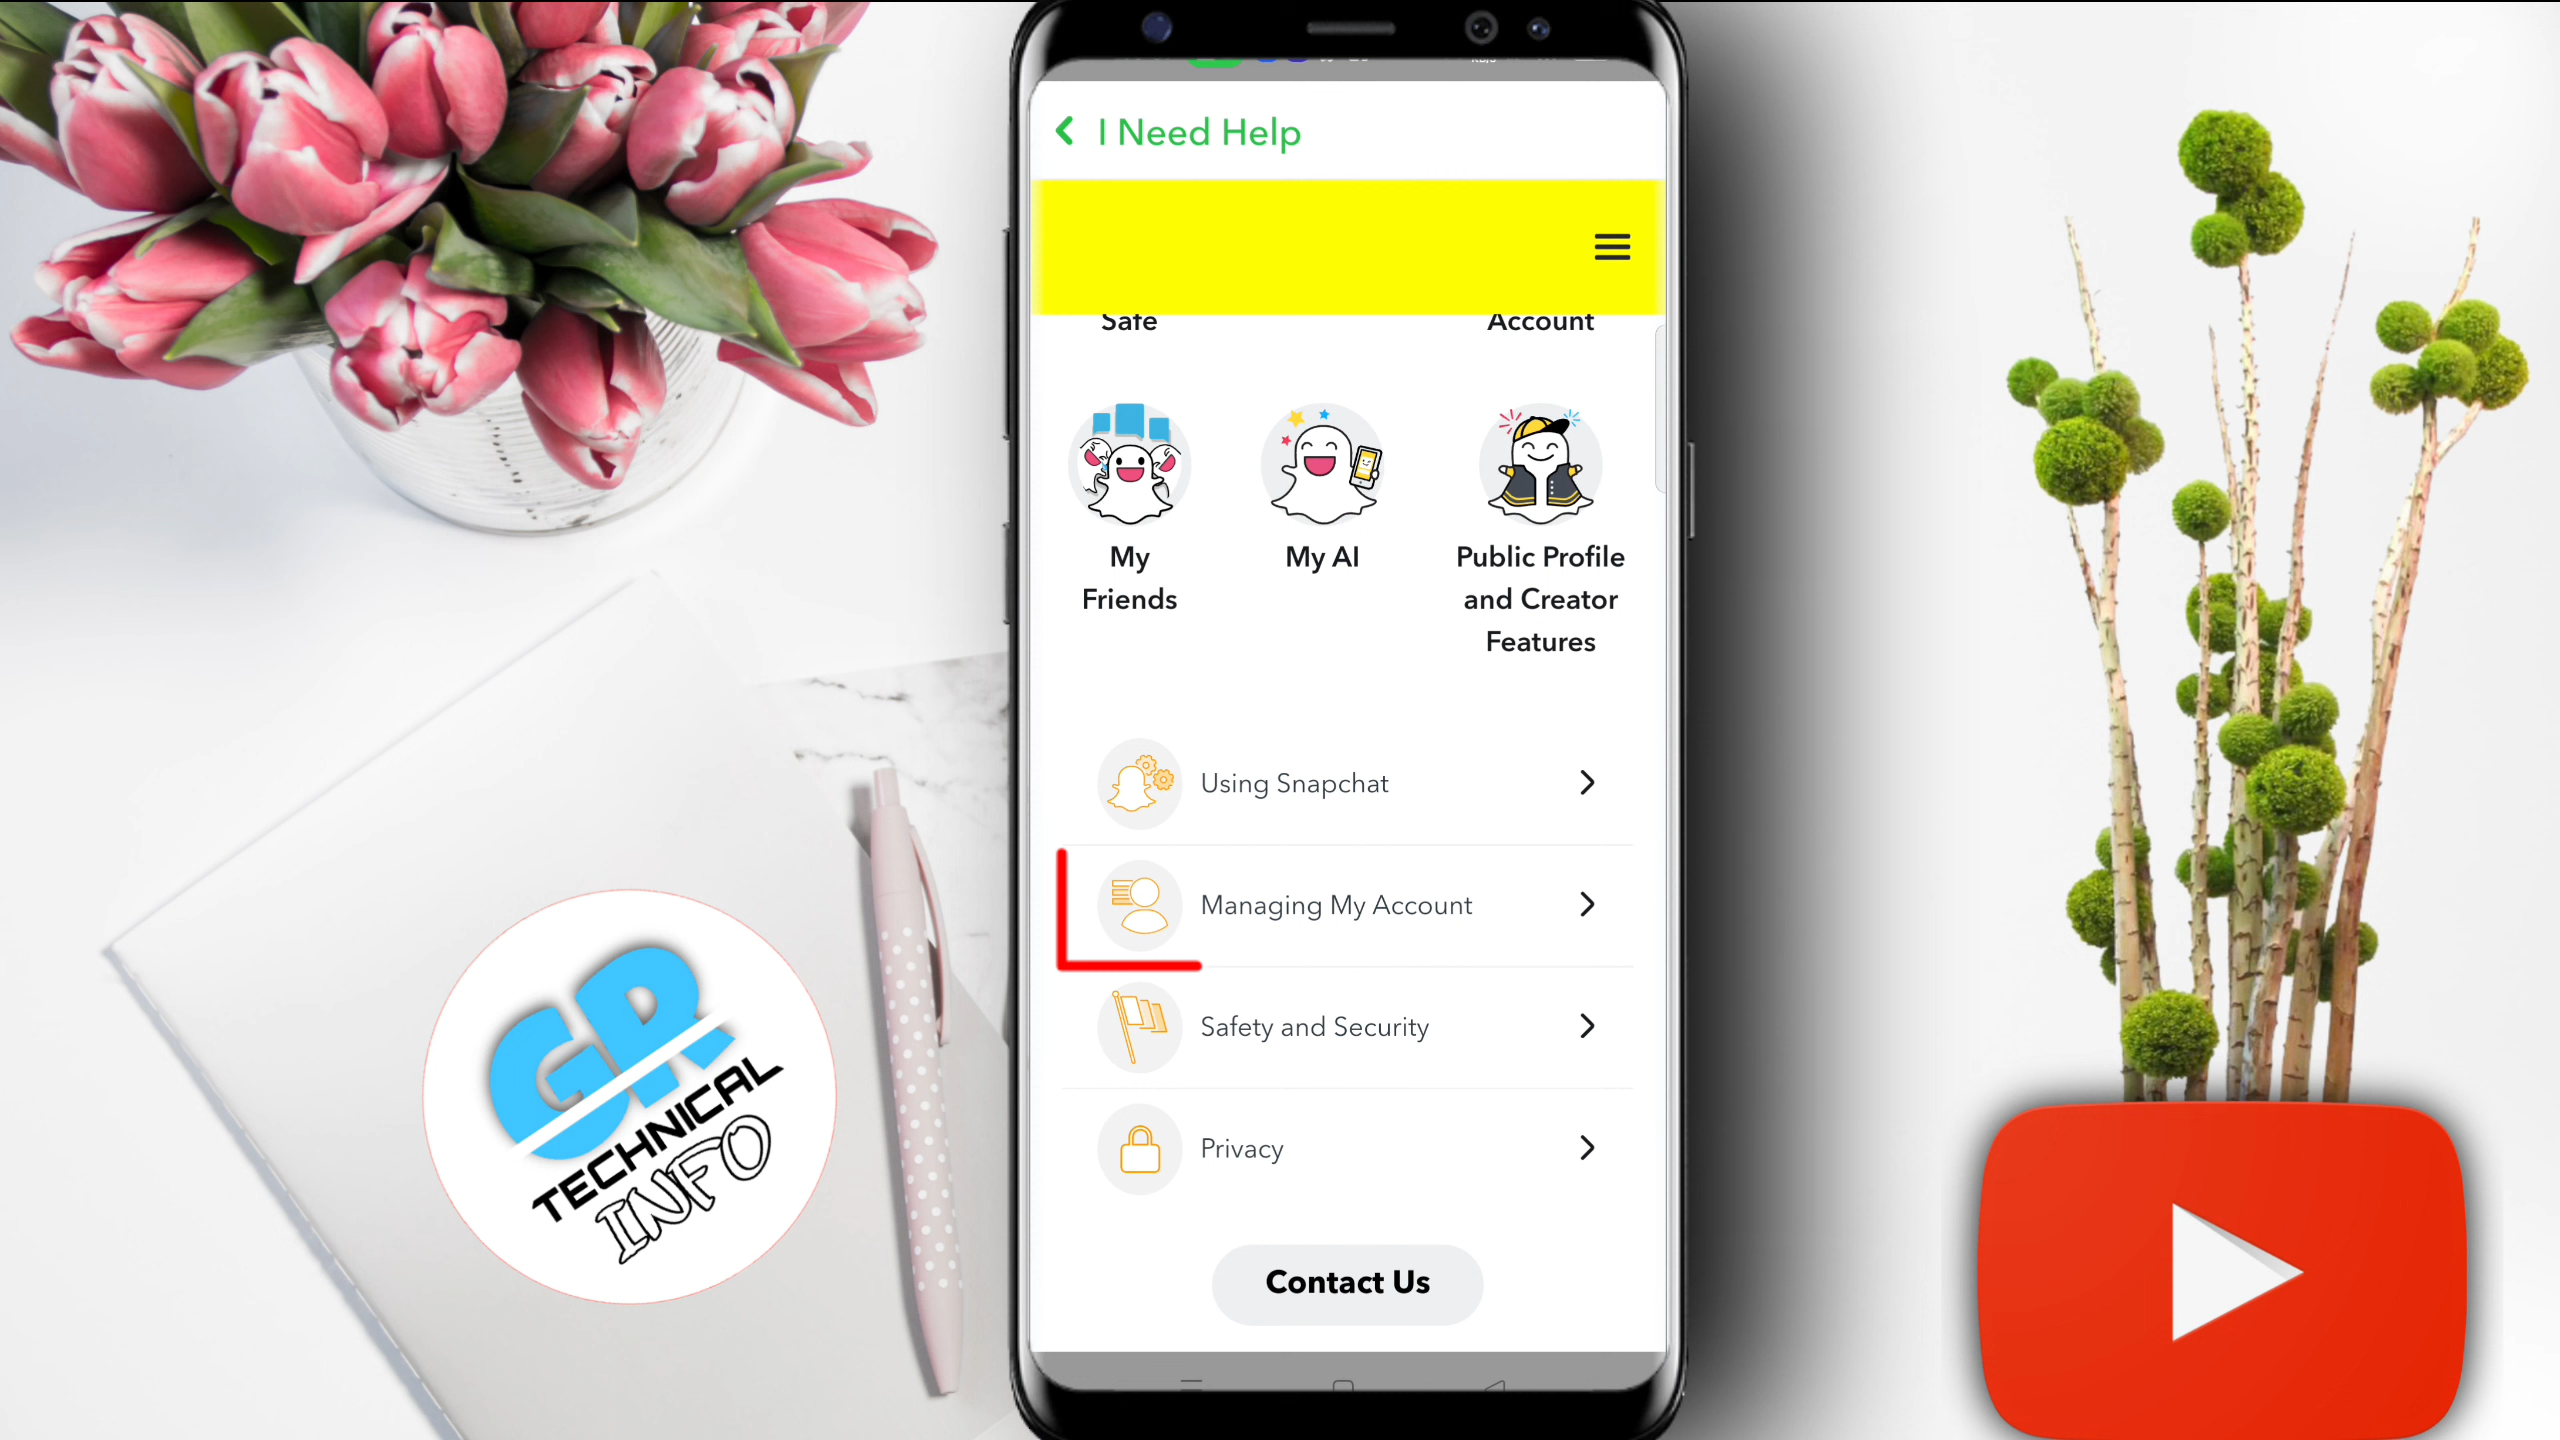 I Need Help
Safe
Account
My
Friends
My AI
Public Profile
and Creator
Features
Using Snapchat
Managing My Account
Safety and Security
Privacy
Contact Us
GR
TECHNICAL
INFO